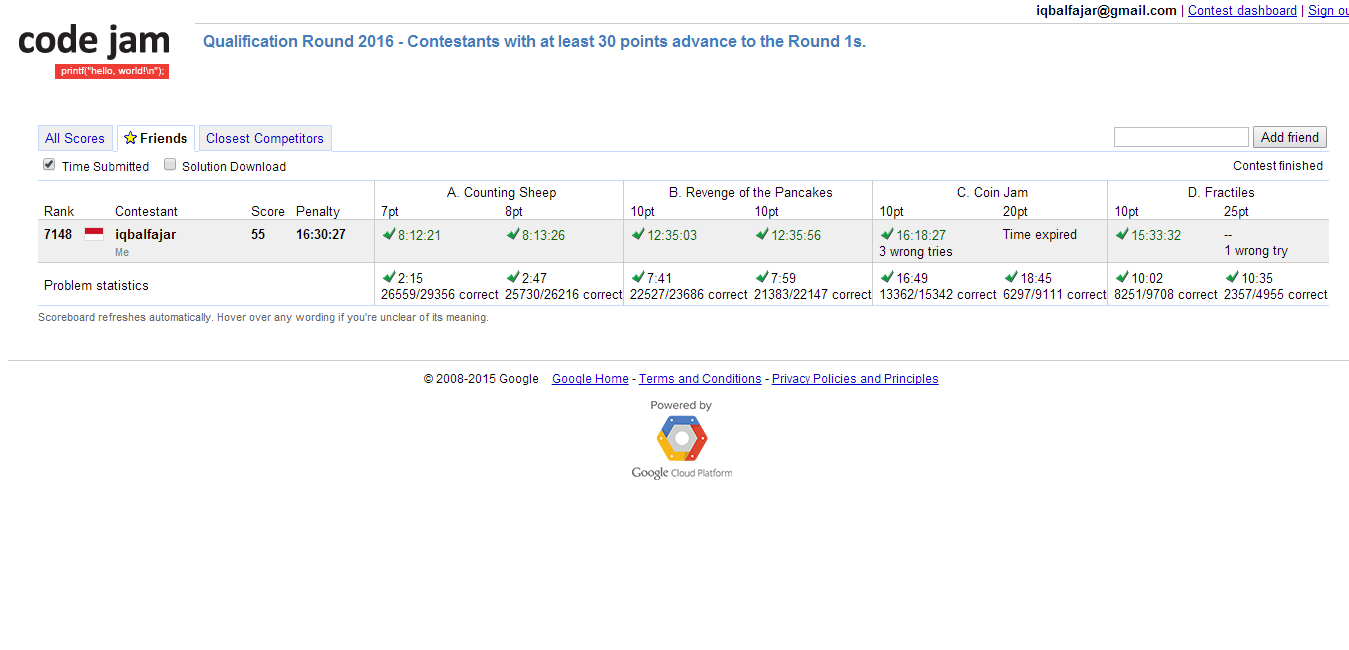 iqbalfajar@gmail.com | Contest dashboard | Sign ou
code jam
printf("hello, world!\n");
Qualification Round 2016 - Contestants with at least 30 points advance to the Round 1s.
All Scores Friends Closest Competitors Add friend
Time Submitted Solution Download Contest finished
A. Counting Sheep B. Revenge of the Pancakes C. Coin Jam D. Fractiles
Rank Contestant Score Penalty 7pt 8pt 10pt 10pt 10pt 20pt 10pt 25pt
7148 iqbalfajar 55 16:30:27 8:12:21 8:13:26 12:35:03 12:35:56 16:18:27 Time expired 15:33:32 --
Me 3 wrong tries 1 wrong try
Problem statistics 2:15 2:47 7:41 7:59 16:49 18:45 10:02 10:35
26559/29356 correct 25730/26216 correct 22527/23686 correct 21383/22147 correct 13362/15342 correct 6297/9111 correct 8251/9708 correct 2357/4955 correct
Scoreboard refreshes automatically. Hover over any wording if you're unclear of its meaning.
© 2008-2015 Google Google Home - Terms and Conditions - Privacy Policies and Principles
Powered by
Google Cloud Platform